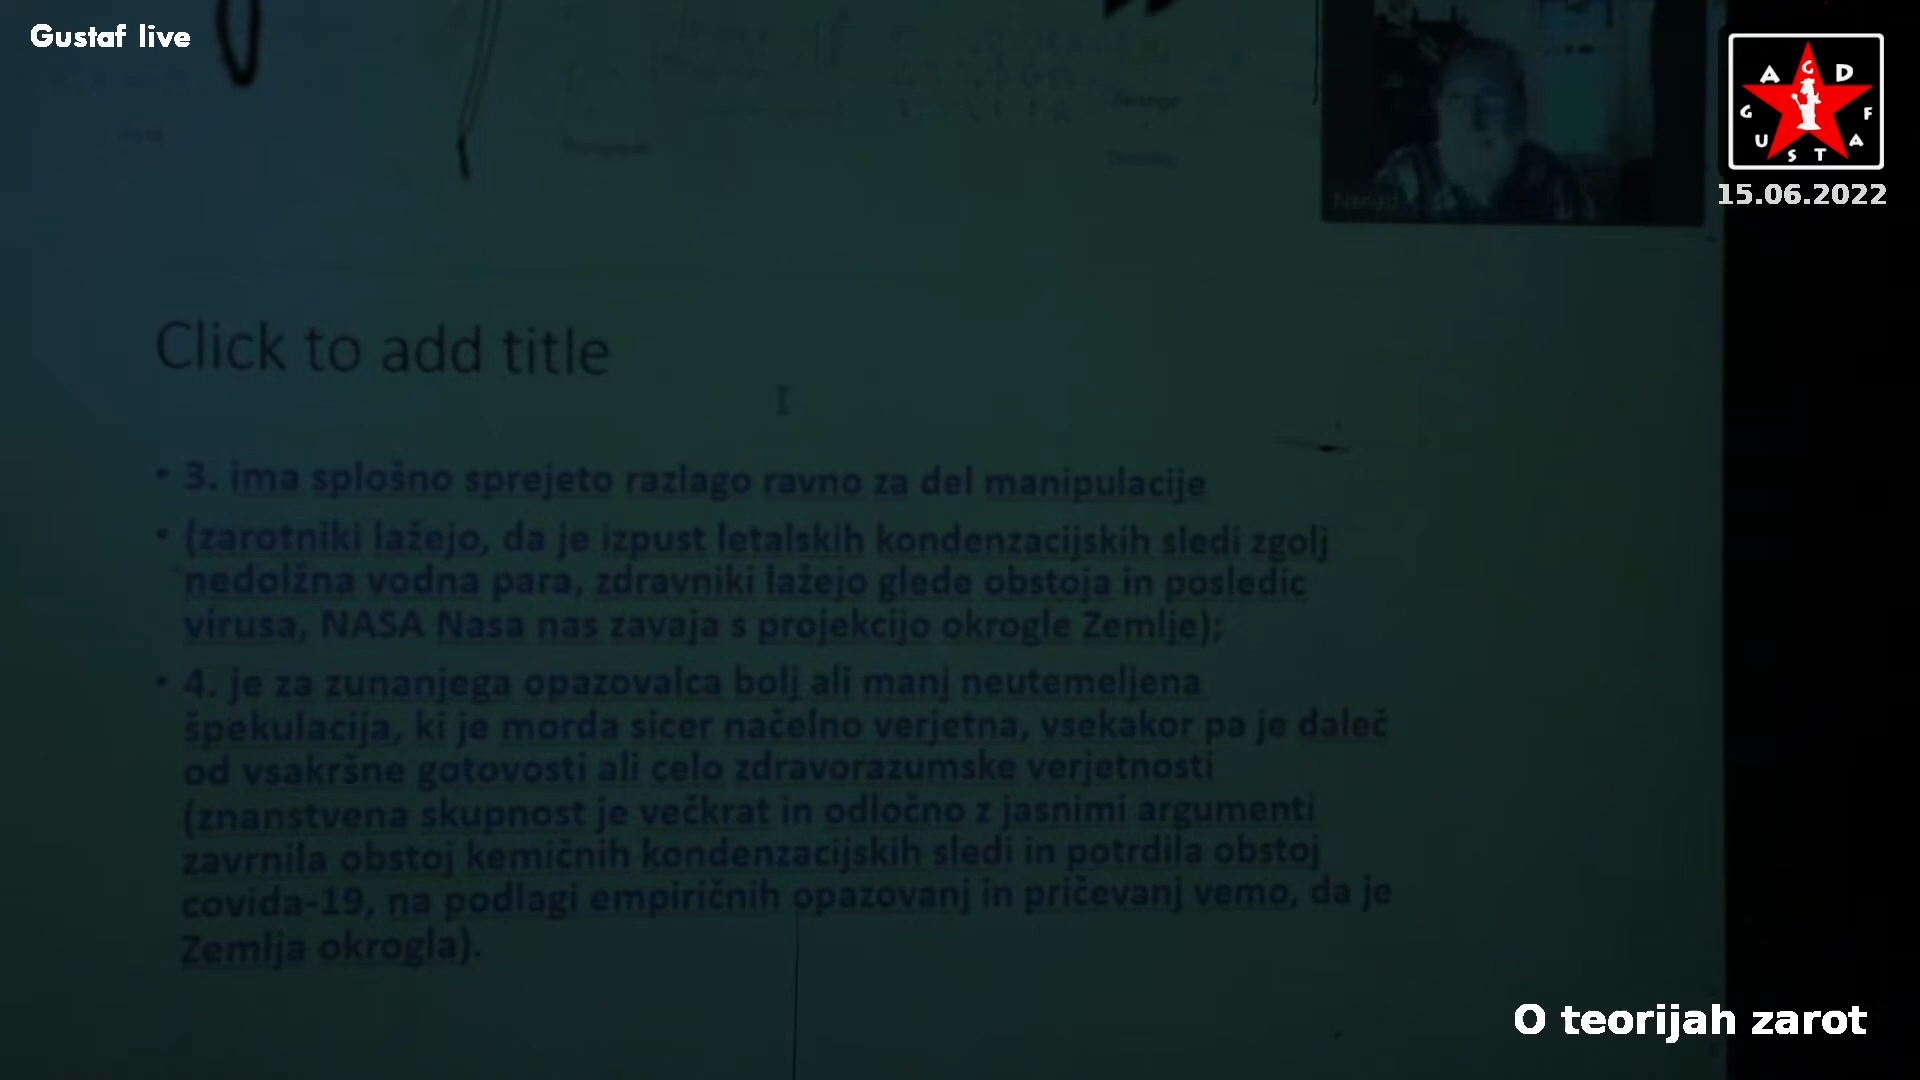 Gustaf live
A G D
G F
U S T A
15.06.2022
Arrange
Paragraph
Drawing
Click to add title
• 3. ima splošno sprejeto razlago ravno za del manipulacije
• (zarotniki lažejo, da je izpust letalskih kondenzacijskih sledi zgolj
nedolžna vodna para, zdravniki lažejo glede obstoja in posledic
virusa, NASA Nasa nas zavaja s projekcijo okrogle Zemlje);
• 4. je za zunanjega opazovalca bolj ali manj neutemeljena
špekulacija, ki je morda sicer načelno verjetna, vsekakor pa je daleč
od vsakršne gotovosti ali celo zdravorazumske verjetnosti
(znanstvena skupnost je večkrat in odločno z jasnimi argumenti
zavrnila obstoj kemičnih kondenzacijskih sledi in potrdila obstoj
covida-19, na podlagi empiričnih opazovanj in pričevanj vemo, da je
Zemlja okrogla).
O teorijah zarot